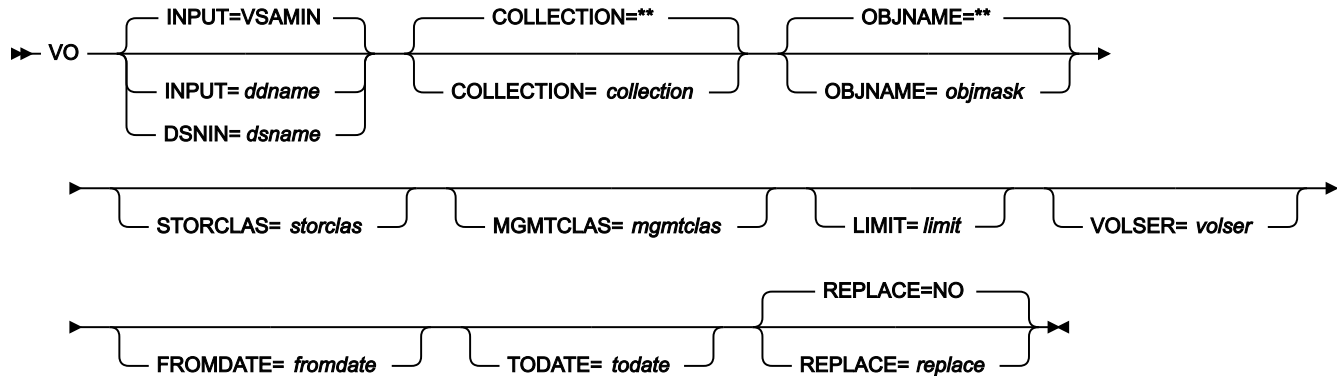 INPUT=VSAMIN COLLECTION=** OBJNAME=**
VO
INPUT= ddname COLLECTION= collection OBJNAME= objmask
DSNIN= dsname
STORCLAS= storclas MGMTCLAS= mgmtclas LIMIT= limit VOLSER= volser
REPLACE=NO
FROMDATE= fromdate TODATE= todate REPLACE= replace